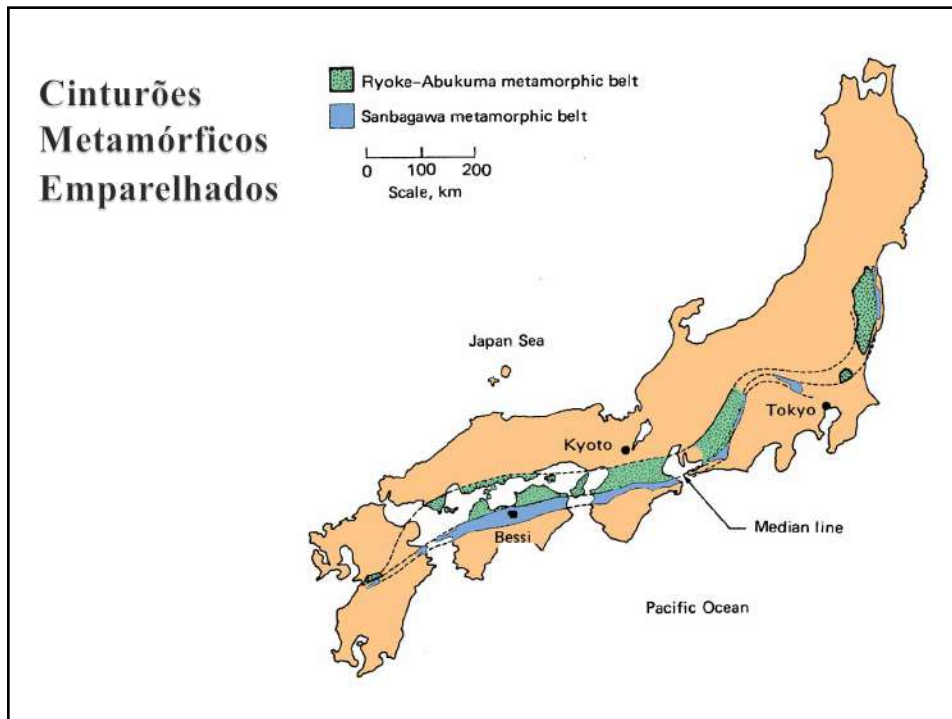 Cinturões
Metamórficos
Emparelhados
Ryoke-Abukuma metamorphic belt
Sanbagawa metamorphic belt
0 100 200
Scale, km
Japan Sea
Tokyo
Kyoto
Median line
Bessi
Pacific Ocean